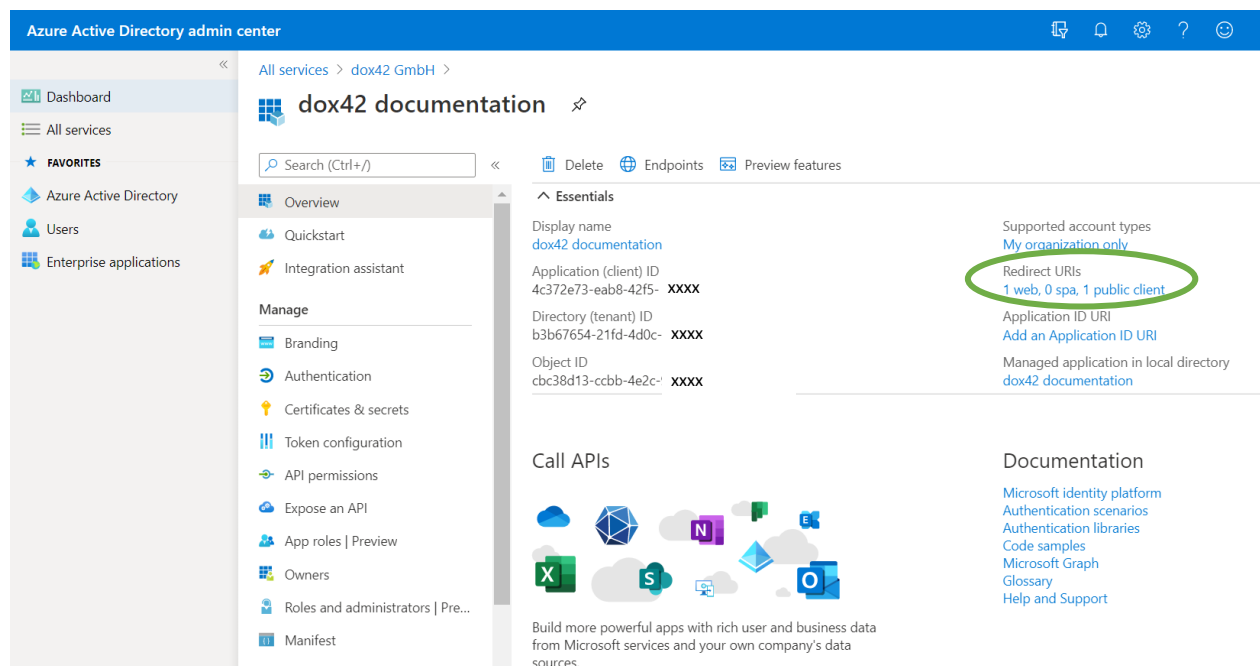 Azure Active Directory admin center
«
Dashboard
All services
FAVORITES
Azure Active Directory
Users
Enterprise applications
All services > dox42 GmbH >
dox42 documentation
Search (Ctrl+/)
«
Overview
Quickstart
Integration assistant
Manage
Branding
Authentication
Certificates & secrets
Token configuration
API permissions
Expose an API
App roles | Preview
Owners
Roles and administrators | Pre...
Manifest
Delete Endpoints Preview features
Essentials
Display name
dox42 documentation
Application (client) ID
4c372e73-eab8-42f5- XXXX
Directory (tenant) ID
b3b67654-21fd-4d0c- XXXX
Object ID
cbc38d13-ccbb-4e2c- XXXX
Supported account types
My organization only
Redirect URIs
1 web, 0 spa, 1 public client
Application ID URI
Add an Application ID URI
Managed application in local directory
dox42 documentation
Call APIs
N
E
X
S
O
Build more powerful apps with rich user and business data
from Microsoft services and your own company's data
sources.
Documentation
Microsoft identity platform
Authentication scenarios
Authentication libraries
Code samples
Microsoft Graph
Glossary
Help and Support